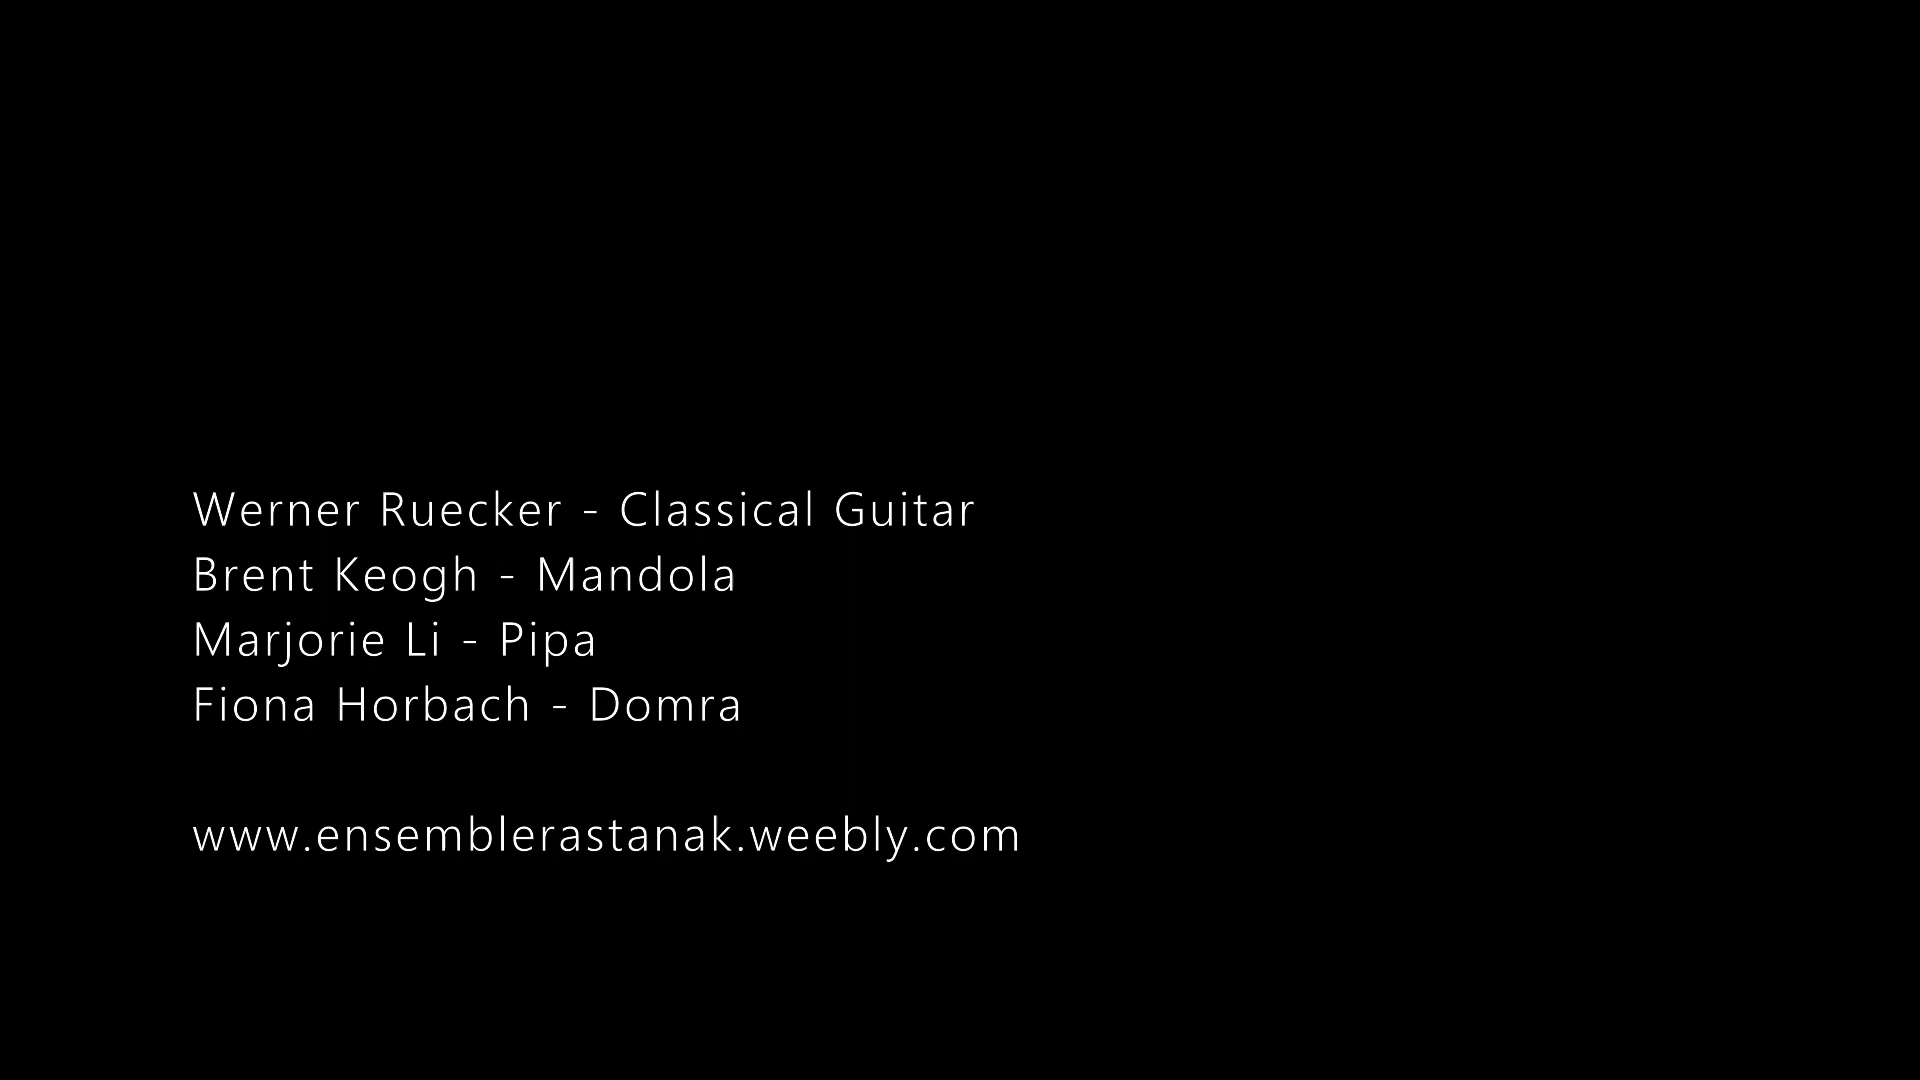 Werner Ruecker - Classical Guitar
Brent Keogh - Mandola
Marjorie Li - Pipa
Fiona Horbach - Domra
www.ensemblerastanak.weebly.com